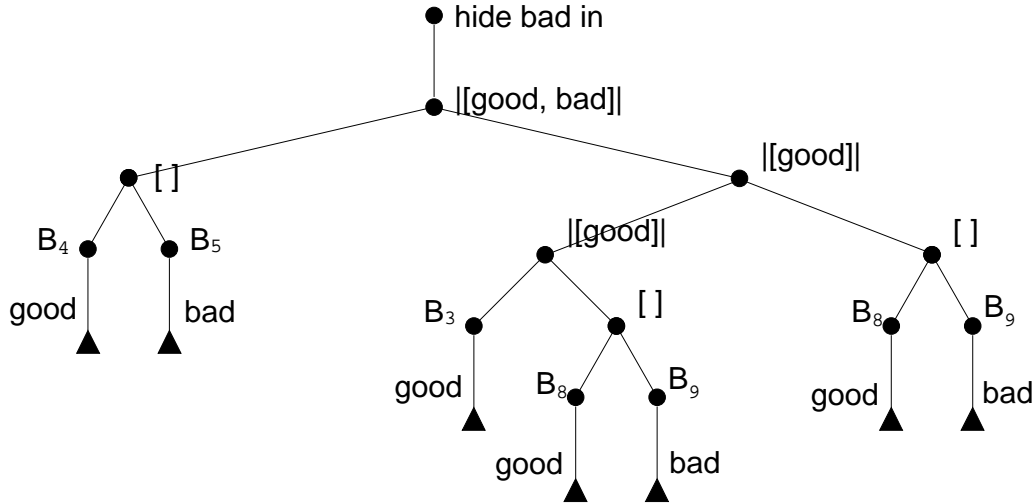 hide bad in
|[good, bad]|
|[good]|
[ ]
|[good]|
[ ]
B₄
B₅
B₃
[ ]
B₈
B₉
good
bad
good
B₈
B₉
good
bad
good
bad